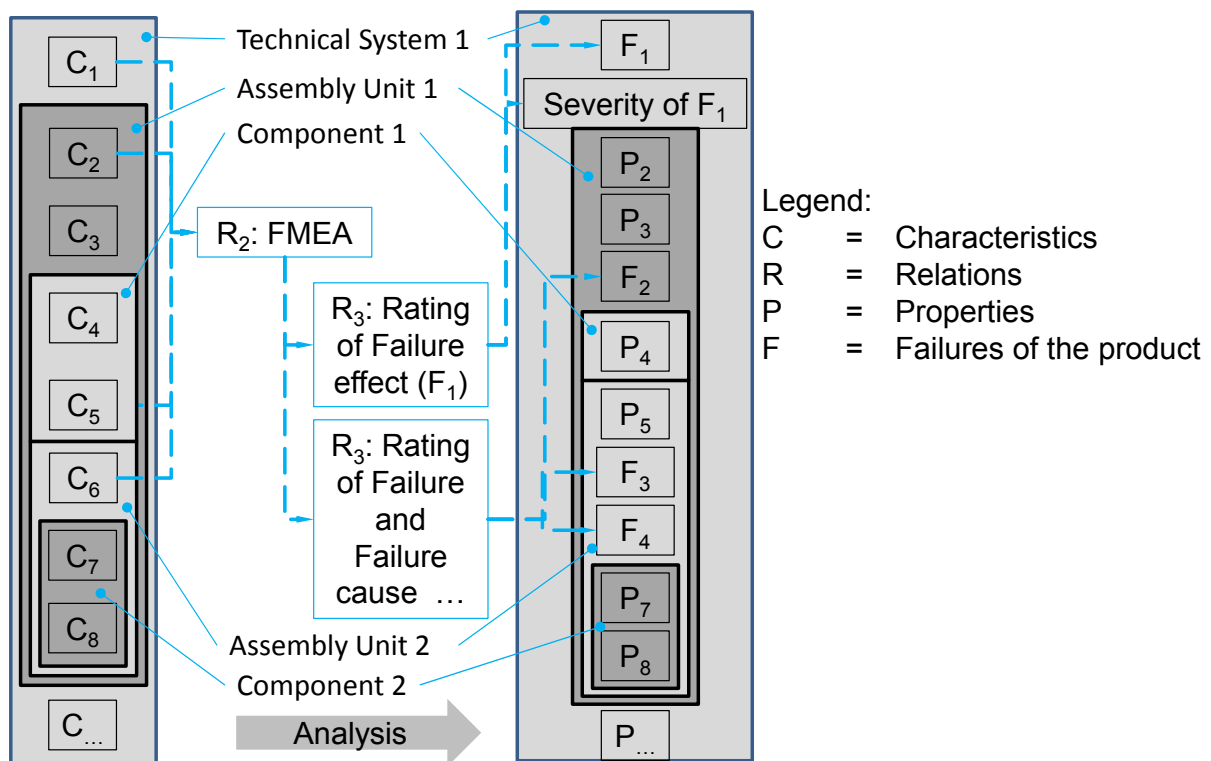 C1
C2
C3
C4
C5
C6
C7
C8
C...
Technical System 1
Assembly Unit 1
Component 1
R2: FMEA
R3: Rating
of Failure
effect (F1)
R3: Rating
of Failure
and
Failure
cause …
Assembly Unit 2
Component 2
Analysis
F1
Severity of F1
P2
P3
F2
P4
P5
F3
F4
P7
P8
P...
Legend:
C = Characteristics
R = Relations
P = Properties
F = Failures of the product